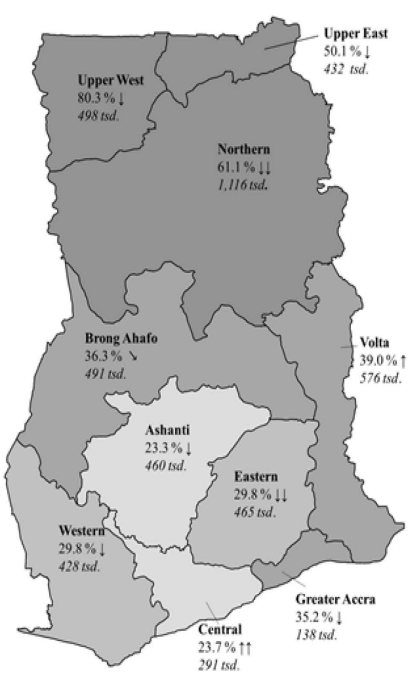 Upper East
50.1 % ↓
432 tsd.
Upper West
80.3 % ↓
498 tsd.
Northern
61.1 % ↓↓
1,116 tsd.
Brong Ahafo
36.3 % ↘
491 tsd.
Volta
39.0 % ↑
576 tsd.
Ashanti
23.3 % ↓
460 tsd.
Eastern
29.8 % ↓↓
465 tsd.
Western
29.8 % ↓
428 tsd.
Greater Accra
35.2 % ↓
138 tsd.
Central
23.7 % ↑↑
291 tsd.